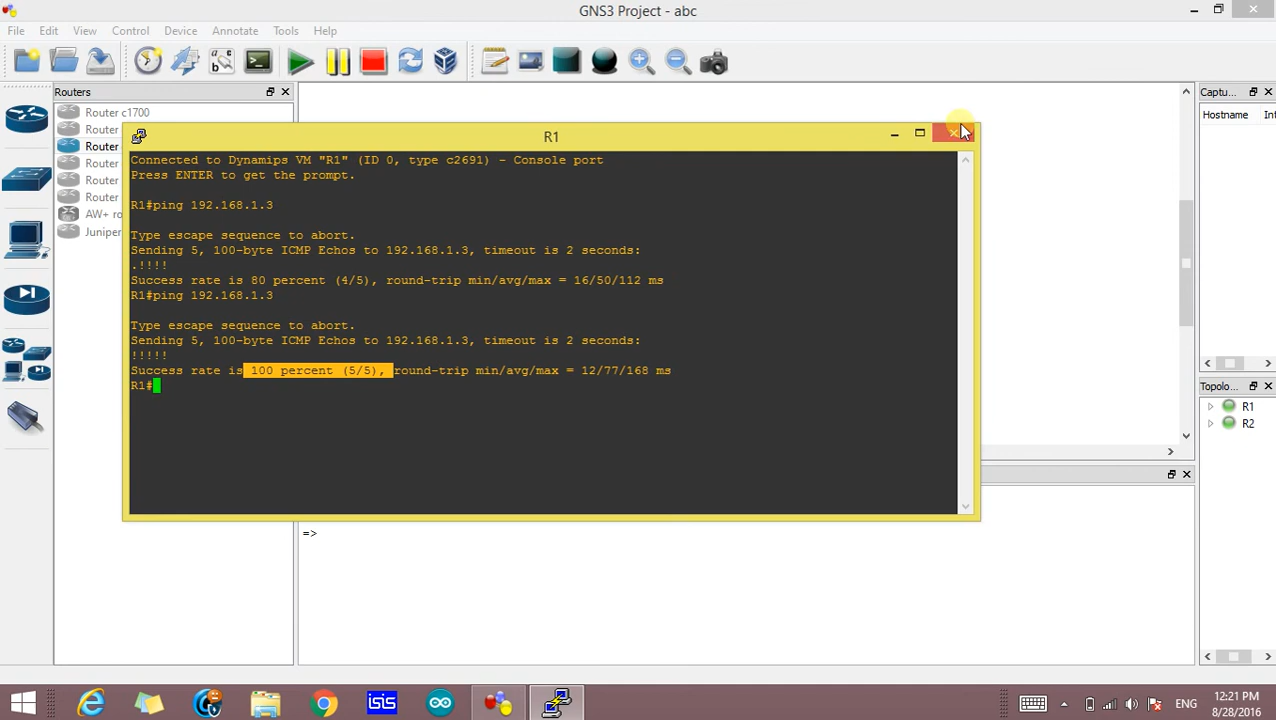 GNS3 Project - abc
File Edit View Control Device Annotate Tools Help
Routers
Captu...
Router c1700
Hostname Interf
Router
Router
Router
Router
Router
AW+ ro
Juniper
R1
Connected to Dynamips VM "R1" (ID 0, type c2691) - Console port
Press ENTER to get the prompt.
R1#ping 192.168.1.3
Type escape sequence to abort.
Sending 5, 100-byte ICMP Echos to 192.168.1.3, timeout is 2 seconds:
.!!!!
Success rate is 80 percent (4/5), round-trip min/avg/max = 16/50/112 ms
R1#ping 192.168.1.3
Type escape sequence to abort.
Sending 5, 100-byte ICMP Echos to 192.168.1.3, timeout is 2 seconds:
!!!!!
Success rate is 100 percent (5/5), round-trip min/avg/max = 12/77/168 ms
R1#
Topolo...
R1
R2
=>
isis
ENG
12:21 PM
8/28/2016